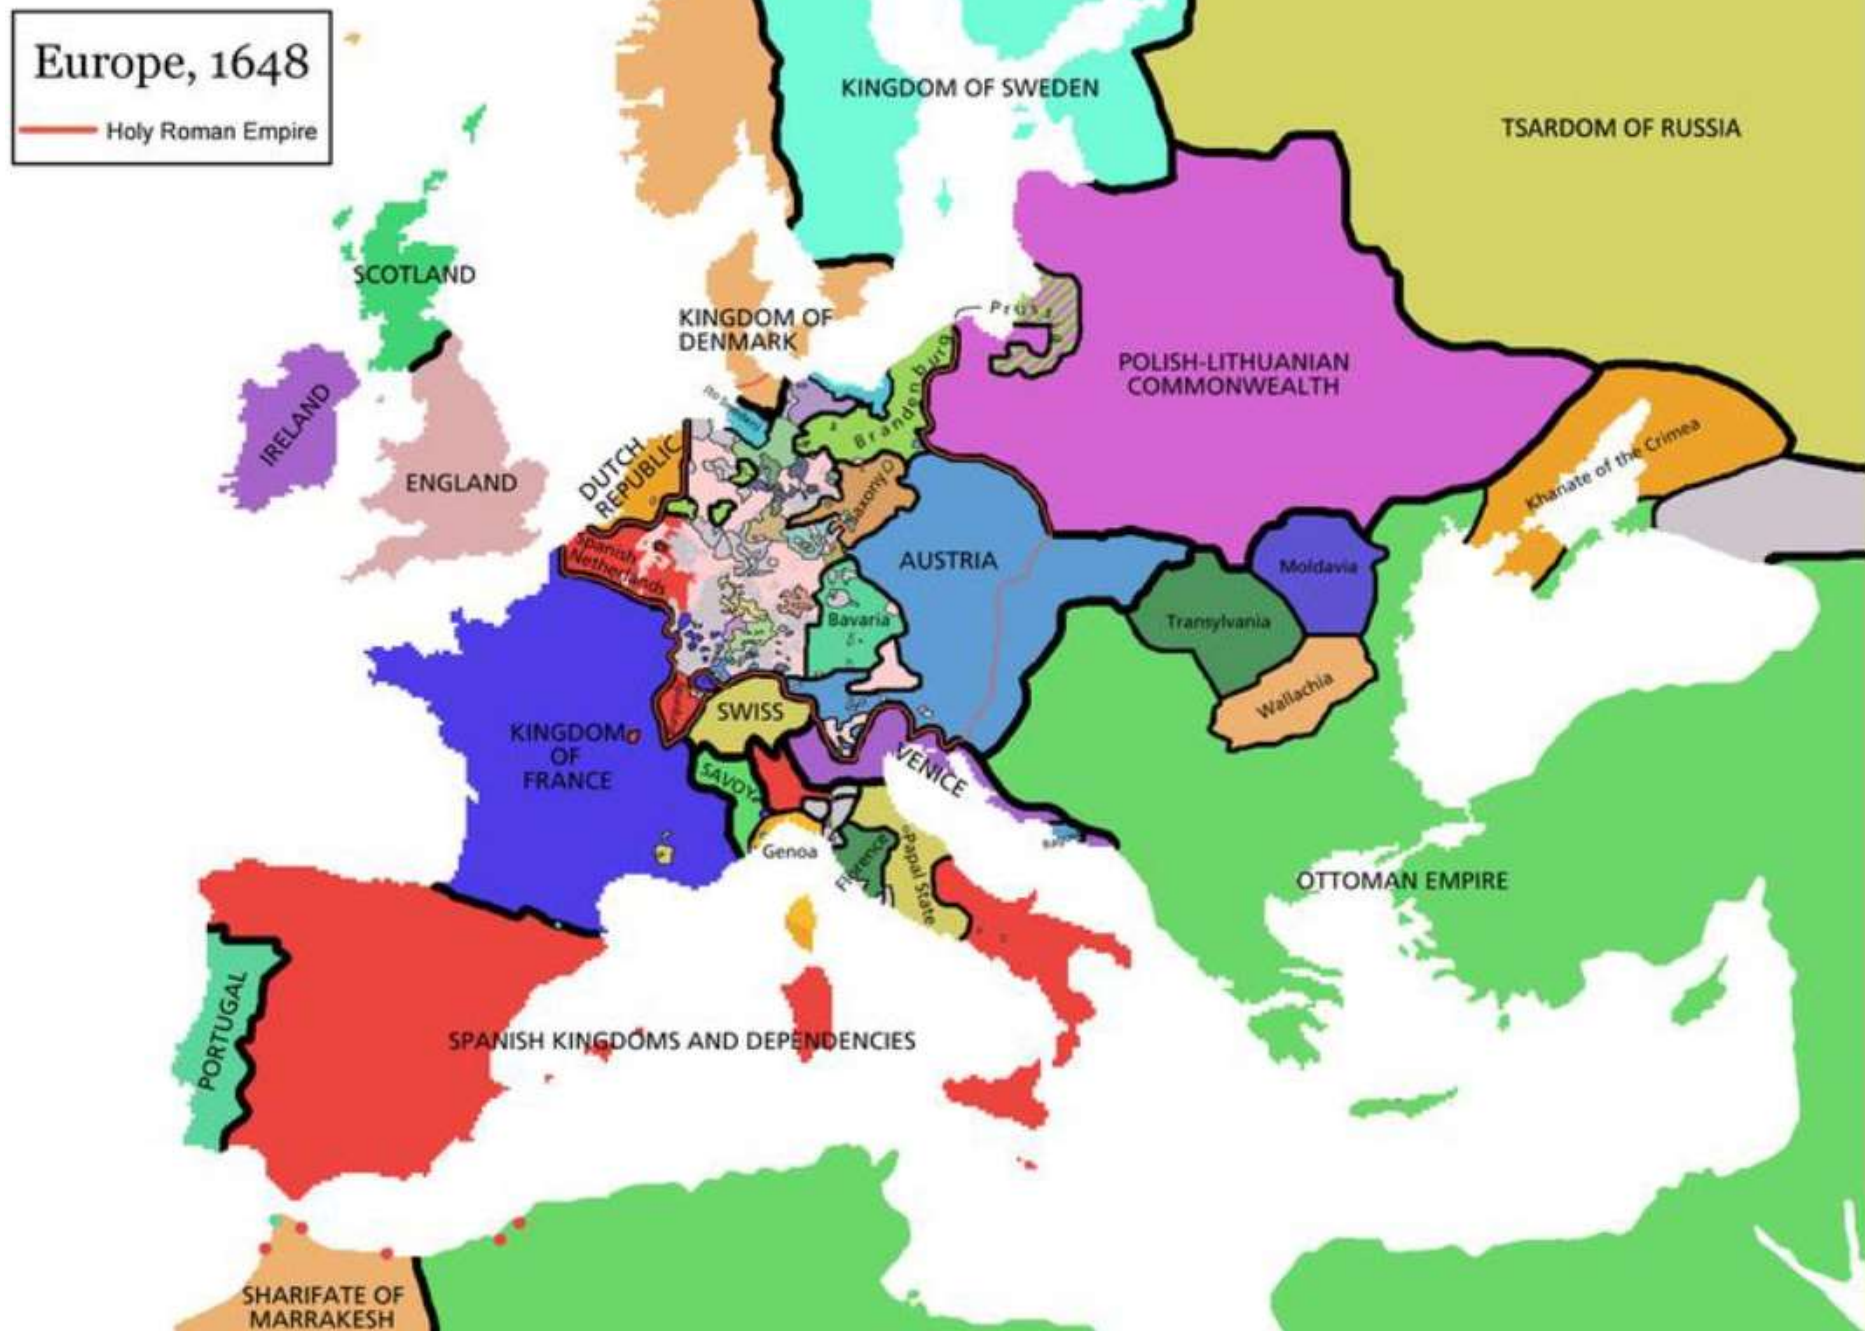 Europe, 1648
Holy Roman Empire
KINGDOM OF SWEDEN
TSARDOM OF RUSSIA
SCOTLAND
KINGDOM OF
DENMARK
IRELAND
ENGLAND
DUTCH
REPUBLIC
Brandenburg
POLISH-LITHUANIAN
COMMONWEALTH
Khanate of the Crimea
Saxony
Spanish
Netherlands
AUSTRIA
Bavaria
Moldavia
Transylvania
Wallachia
KINGDOM
OF
FRANCE
SWISS
SAVOY
VENICE
Genoa
Florence
Papal State
OTTOMAN EMPIRE
PORTUGAL
SPANISH KINGDOMS AND DEPENDENCIES
SHARIFATE OF
MARRAKESH